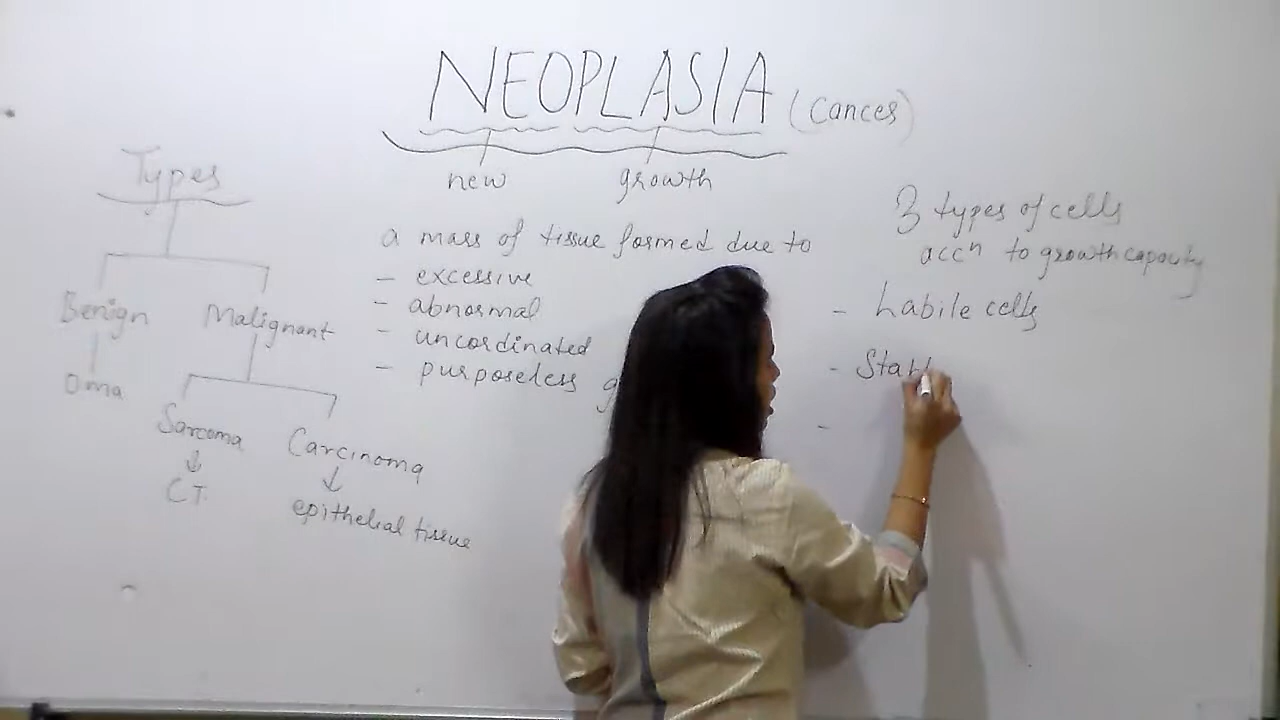 NEOPLASIA (Cances)
new growth
Types
Benign Malignant
Oma
Sarcoma Carcinoma
CT epithelial tissue
a mass of tissue formed due to
- excessive
- abnormal
- uncordinated
- purposeless g
3 types of cells
accn to growth capacity
- Labile cells
- Stab
-